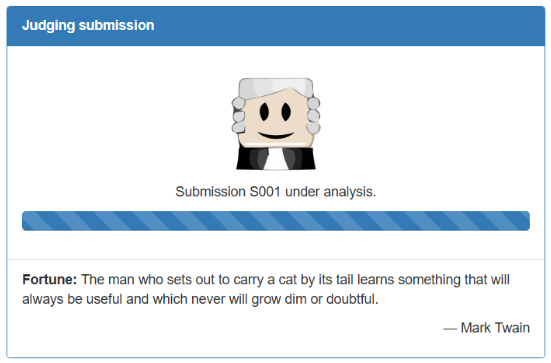 Judging submission
Submission S001 under analysis.
Fortune: The man who sets out to carry a cat by its tail learns something that will
always be useful and which never will grow dim or doubtful.
— Mark Twain